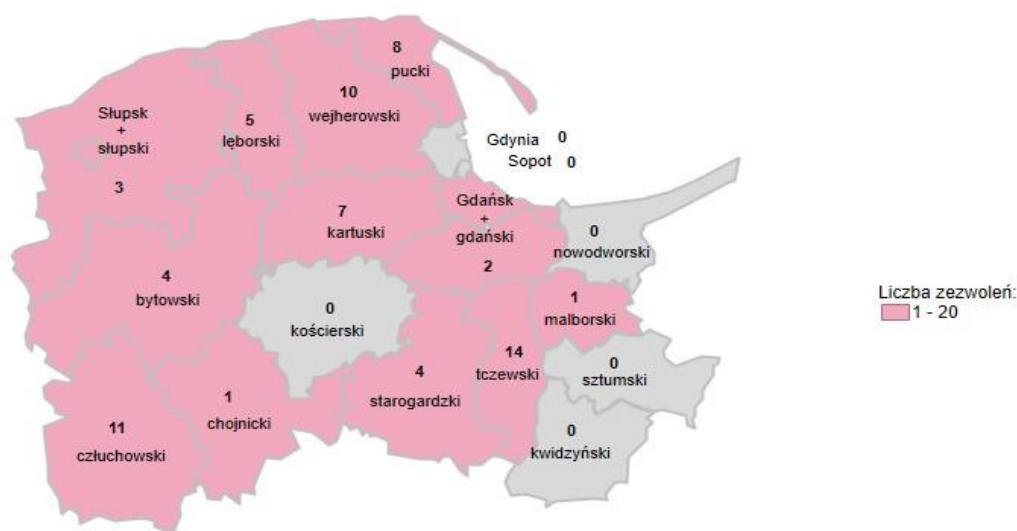 8
pucki
10
wejherowski
5
lęborski
Słupsk
+
słupski
3
Gdynia 0
Sopot 0
7
kartuski
Gdańsk
+
gdański
2
0
nowodworski
4
bytowski
0
kościerski
1
malborski
Liczba zezwoleń:
1 - 20
14
tczewski
4
starogardzki
0
sztumski
1
chojnicki
11
człuchowski
0
kwidzyński